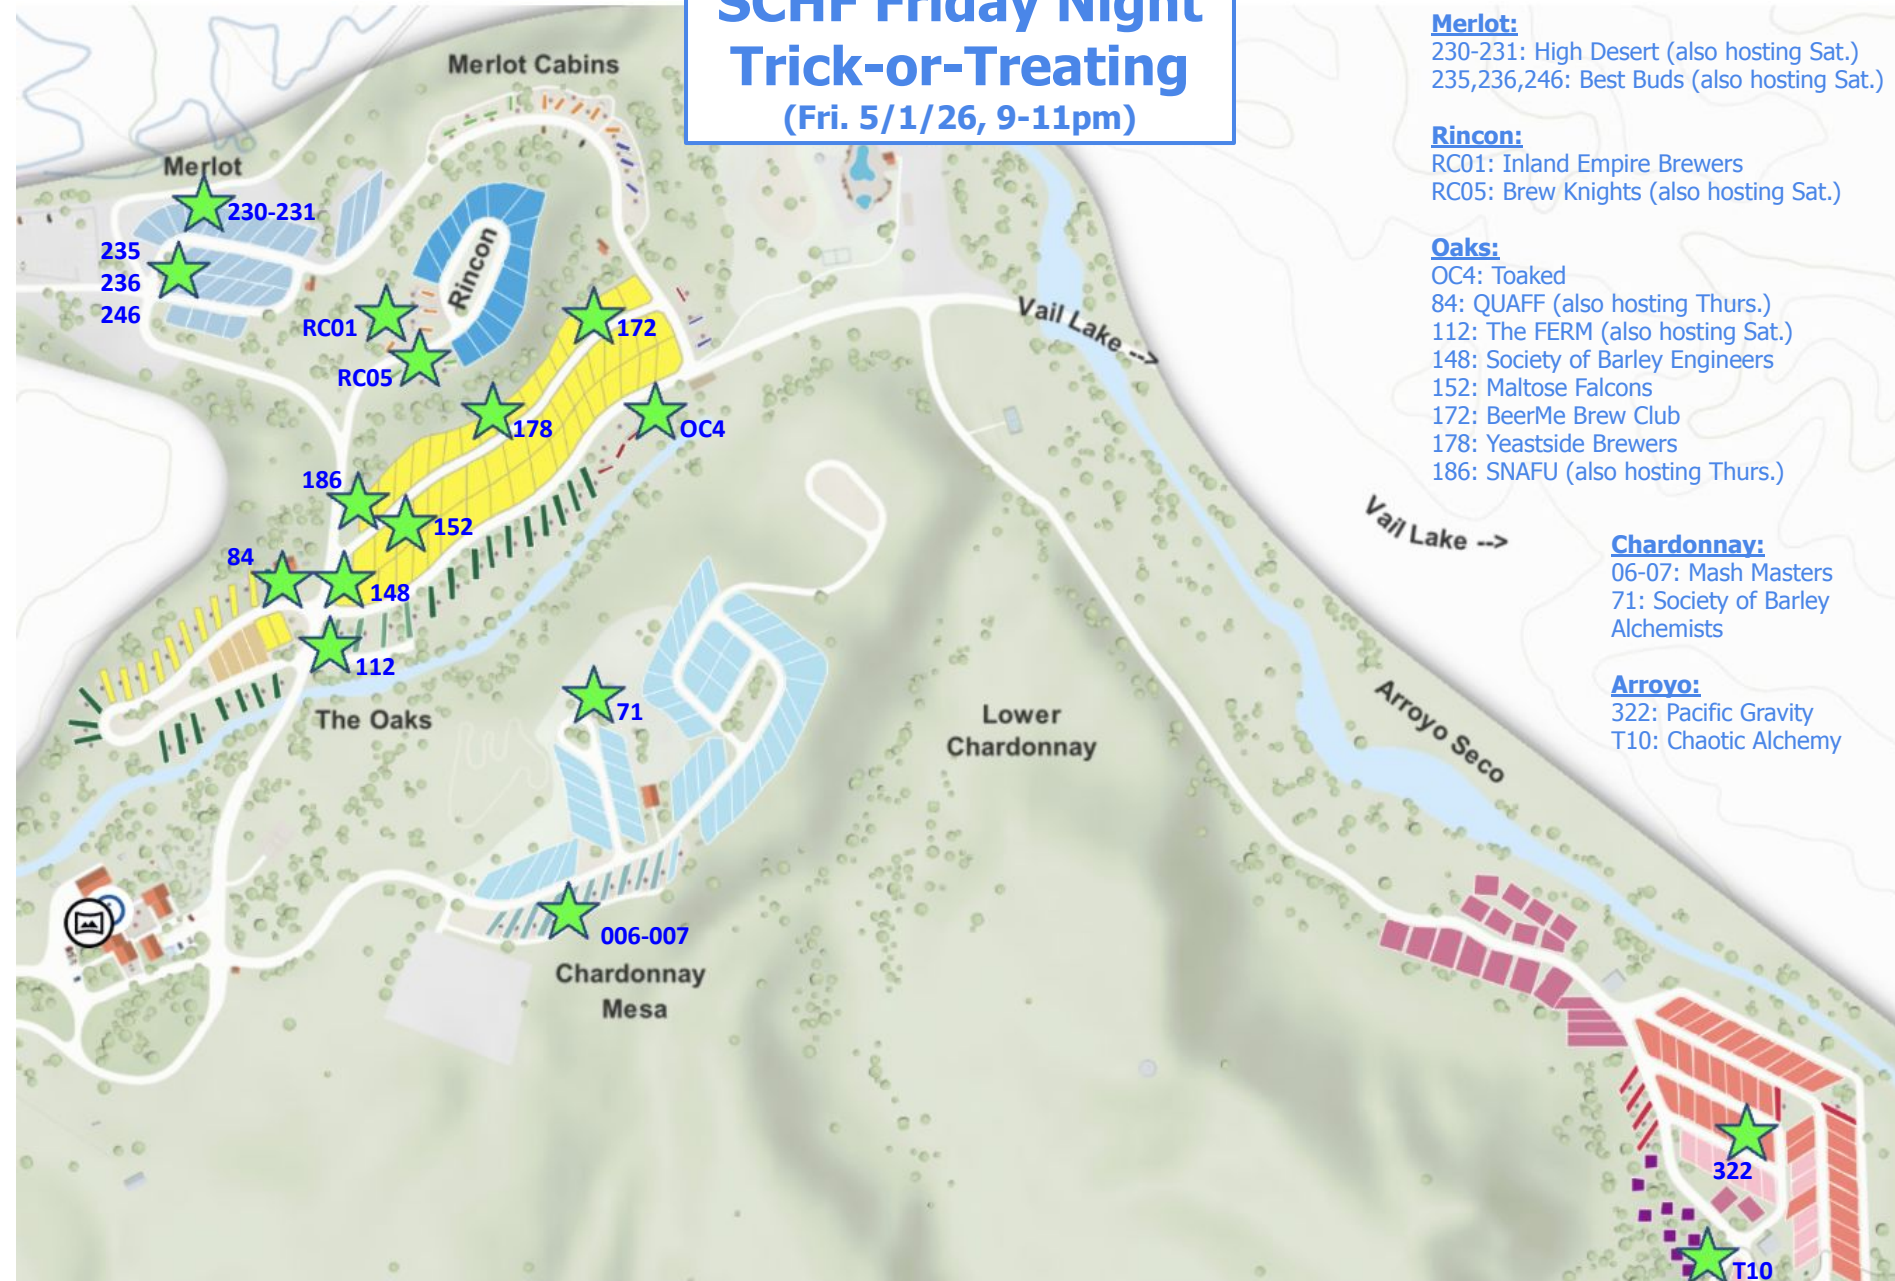 SCHF Friday Night
Trick-or-Treating
(Fri. 5/1/26, 9-11pm)
Merlot:
230-231: High Desert (also hosting Sat.)
235,236,246: Best Buds (also hosting Sat.)
Rincon:
RC01: Inland Empire Brewers
RC05: Brew Knights (also hosting Sat.)
Oaks:
OC4: Toaked
84: QUAFF (also hosting Thurs.)
112: The FERM (also hosting Sat.)
148: Society of Barley Engineers
152: Maltose Falcons
172: BeerMe Brew Club
178: Yeastside Brewers
186: SNAFU (also hosting Thurs.)
Chardonnay:
06-07: Mash Masters
71: Society of Barley
Alchemists
Arroyo:
322: Pacific Gravity
T10: Chaotic Alchemy
Merlot Cabins
Merlot
230-231
235
236
246
Rincon
RC01
RC05
172
178
OC4
186
152
84
148
112
The Oaks
71
Vail Lake -->
Vail Lake -->
Lower
Chardonnay
Arroyo Seco
006-007
Chardonnay
Mesa
322
T10